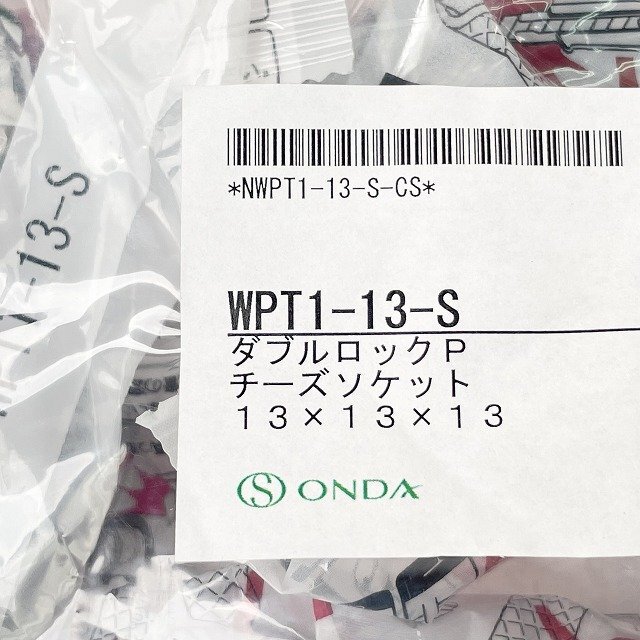 *NWPT1-13-S-CS*
WPT1-13-S
ダブルロックＰ
チーズソケット
１３×１３×１３
ONDA
-13-S